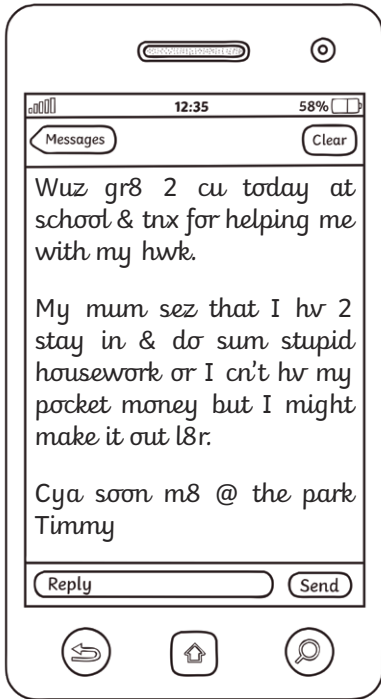 12:35
58%
Messages
Clear
Wuz gr8 2 cu today at
school & tnx for helping me
with my hwk.
My mum sez that I hv 2
stay in & do sum stupid
housework or I cn't hv my
pocket money but I might
make it out l8r.
Cya soon m8 @ the park
Timmy
Reply
Send